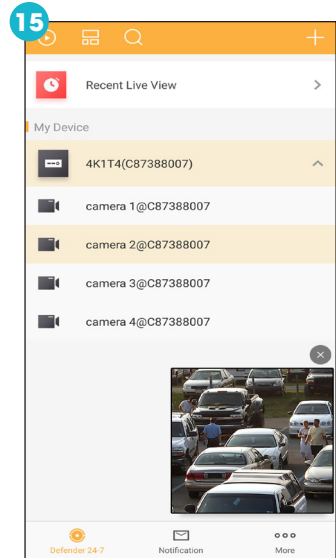 15
Recent Live View
My Device
4K1T4(C87388007)
camera 1@C87388007
camera 2@C87388007
camera 3@C87388007
camera 4@C87388007
Defender 24-7
Notification
More